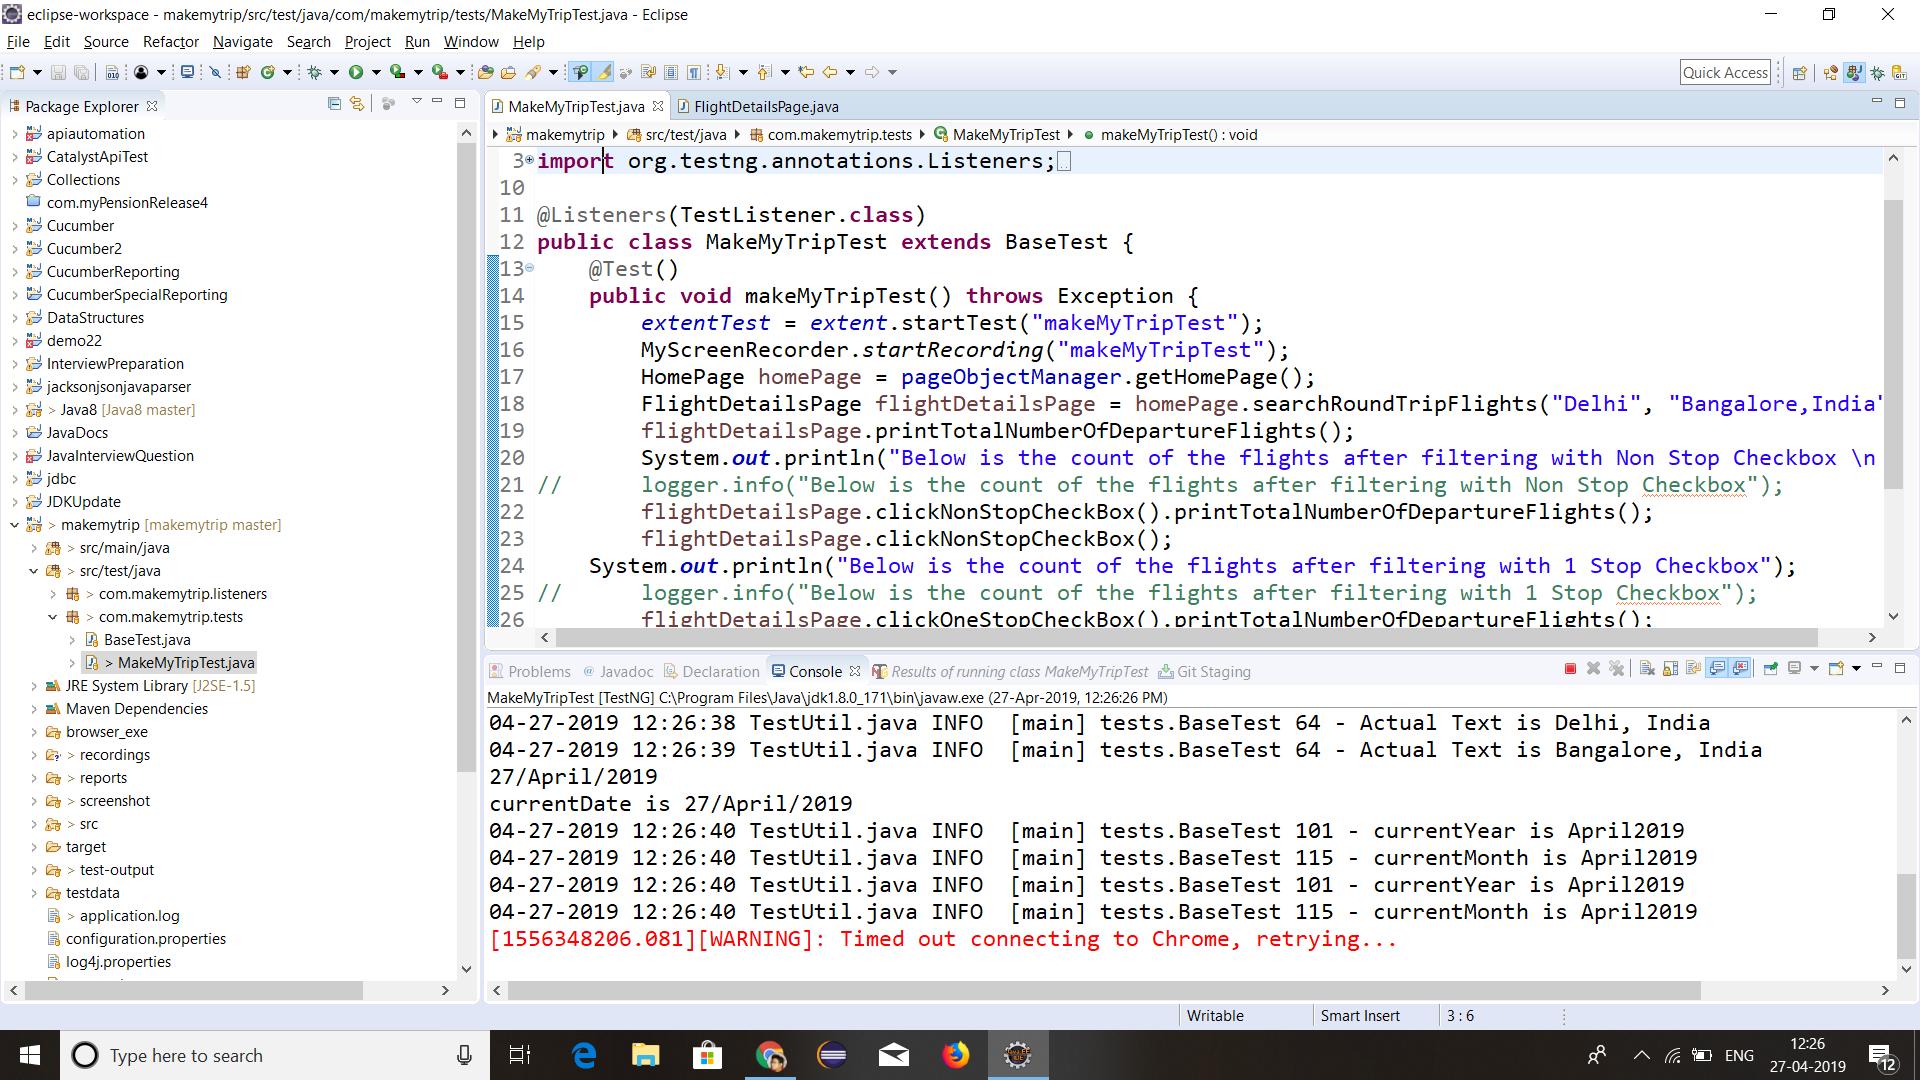 eclipse-workspace - makemytrip/src/test/java/com/makemytrip/tests/MakeMyTripTest.java - Eclipse
File Edit Source Refactor Navigate Search Project Run Window Help
Quick Access
Package Explorer
apiautomation
CatalystApiTest
Collections
com.myPensionRelease4
Cucumber
Cucumber2
CucumberReporting
CucumberSpecialReporting
DataStructures
demo22
InterviewPreparation
jacksonjsonjavaparser
> Java8 [Java8 master]
JavaDocs
JavaInterviewQuestion
jdbc
JDKUpdate
> makemytrip [makemytrip master]
> src/main/java
> src/test/java
> com.makemytrip.listeners
> com.makemytrip.tests
BaseTest.java
> MakeMyTripTest.java
JRE System Library [J2SE-1.5]
Maven Dependencies
browser_exe
> recordings
> reports
> screenshot
> src
target
> test-output
testdata
> application.log
configuration.properties
log4j.properties
MakeMyTripTest.java FlightDetailsPage.java
makemytrip src/test/java com.makemytrip.tests MakeMyTripTest makeMyTripTest() : void
3 import org.testng.annotations.Listeners;
10
11 @Listeners(TestListener.class)
12 public class MakeMyTripTest extends BaseTest {
13 @Test()
14 public void makeMyTripTest() throws Exception {
15 extentTest = extent.startTest("makeMyTripTest");
16 MyScreenRecorder.startRecording("makeMyTripTest");
17 HomePage homePage = pageObjectManager.getHomePage();
18 FlightDetailsPage flightDetailsPage = homePage.searchRoundTripFlights("Delhi", "Bangalore,India"
19 flightDetailsPage.printTotalNumberOfDepartureFlights();
20 System.out.println("Below is the count of the flights after filtering with Non Stop Checkbox \n
21 // logger.info("Below is the count of the flights after filtering with Non Stop Checkbox");
22 flightDetailsPage.clickNonStopCheckBox().printTotalNumberOfDepartureFlights();
23 flightDetailsPage.clickNonStopCheckBox();
24 System.out.println("Below is the count of the flights after filtering with 1 Stop Checkbox");
25 // logger.info("Below is the count of the flights after filtering with 1 Stop Checkbox");
26 flightDetailsPage.clickOneStopCheckBox().printTotalNumberOfDepartureFlights();
Problems @ Javadoc Declaration Console Results of running class MakeMyTripTest Git Staging
MakeMyTripTest [TestNG] C:\Program Files\Java\jdk1.8.0_171\bin\javaw.exe (27-Apr-2019, 12:26:26 PM)
04-27-2019 12:26:38 TestUtil.java INFO [main] tests.BaseTest 64 - Actual Text is Delhi, India
04-27-2019 12:26:39 TestUtil.java INFO [main] tests.BaseTest 64 - Actual Text is Bangalore, India
27/April/2019
currentDate is 27/April/2019
04-27-2019 12:26:40 TestUtil.java INFO [main] tests.BaseTest 101 - currentYear is April2019
04-27-2019 12:26:40 TestUtil.java INFO [main] tests.BaseTest 115 - currentMonth is April2019
04-27-2019 12:26:40 TestUtil.java INFO [main] tests.BaseTest 101 - currentYear is April2019
04-27-2019 12:26:40 TestUtil.java INFO [main] tests.BaseTest 115 - currentMonth is April2019
[1556348206.081][WARNING]: Timed out connecting to Chrome, retrying...
Writable Smart Insert 3 : 6
Type here to search
ENG
12:26
27-04-2019
12